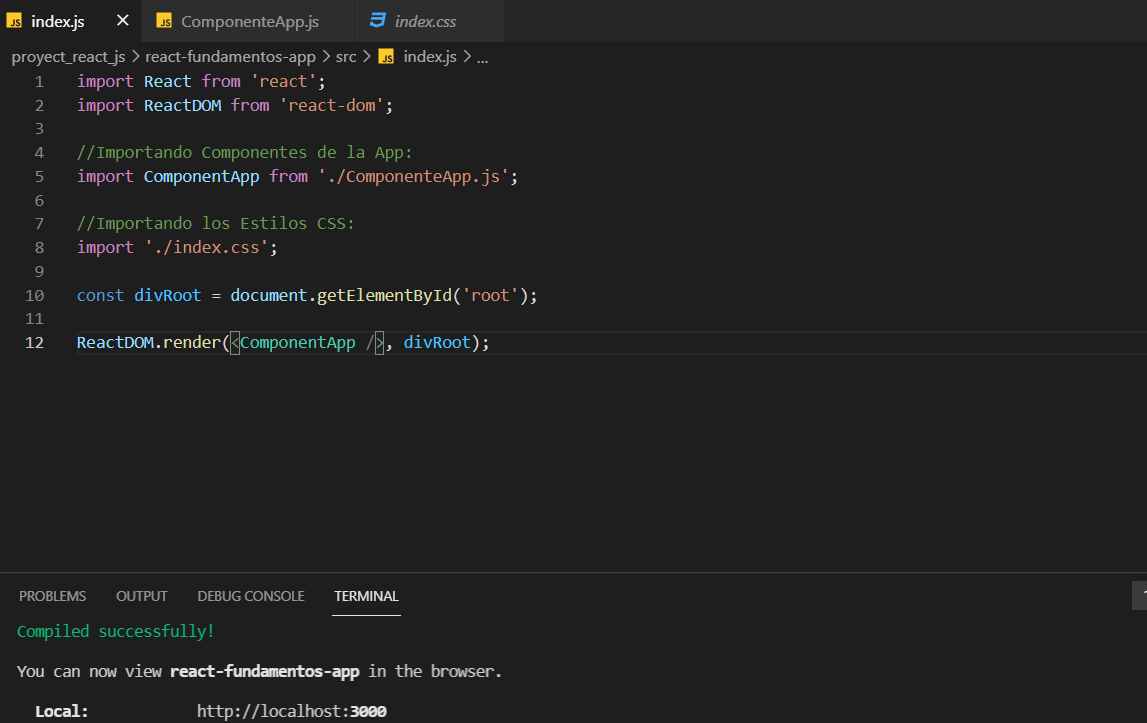 index.js
ComponenteApp.js
index.css
proyect_react_js > react-fundamentos-app > src > index.js > ...
1 import React from 'react';
2 import ReactDOM from 'react-dom';
3
4 //Importando Componentes de la App:
5 import ComponentApp from './ComponenteApp.js';
6
7 //Importando los Estilos CSS:
8 import './index.css';
9
10 const divRoot = document.getElementById('root');
11
12 ReactDOM.render(<ComponentApp />, divRoot);
PROBLEMS OUTPUT DEBUG CONSOLE TERMINAL
Compiled successfully!
You can now view react-fundamentos-app in the browser.
Local: http://localhost:3000